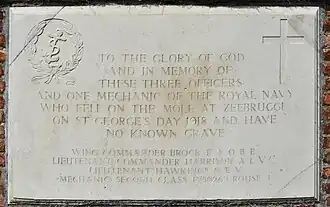 TO THE GLORY OF GOD
AND IN MEMORY OF
THESE THREE OFFICERS
AND ONE MECHANIC OF THE ROYAL NAVY
WHO FELL ON THE MOLE AT ZEEBRUGGE
ON ST GEORGE'S DAY 1918 AND HAVE
NO KNOWN GRAVE
WING COMMANDER BROCK
LIEUTENANT COMMANDER HARRISON
LIEUTENANT HAWKINGS
MECHANIC SECOND CLASS ROUSE